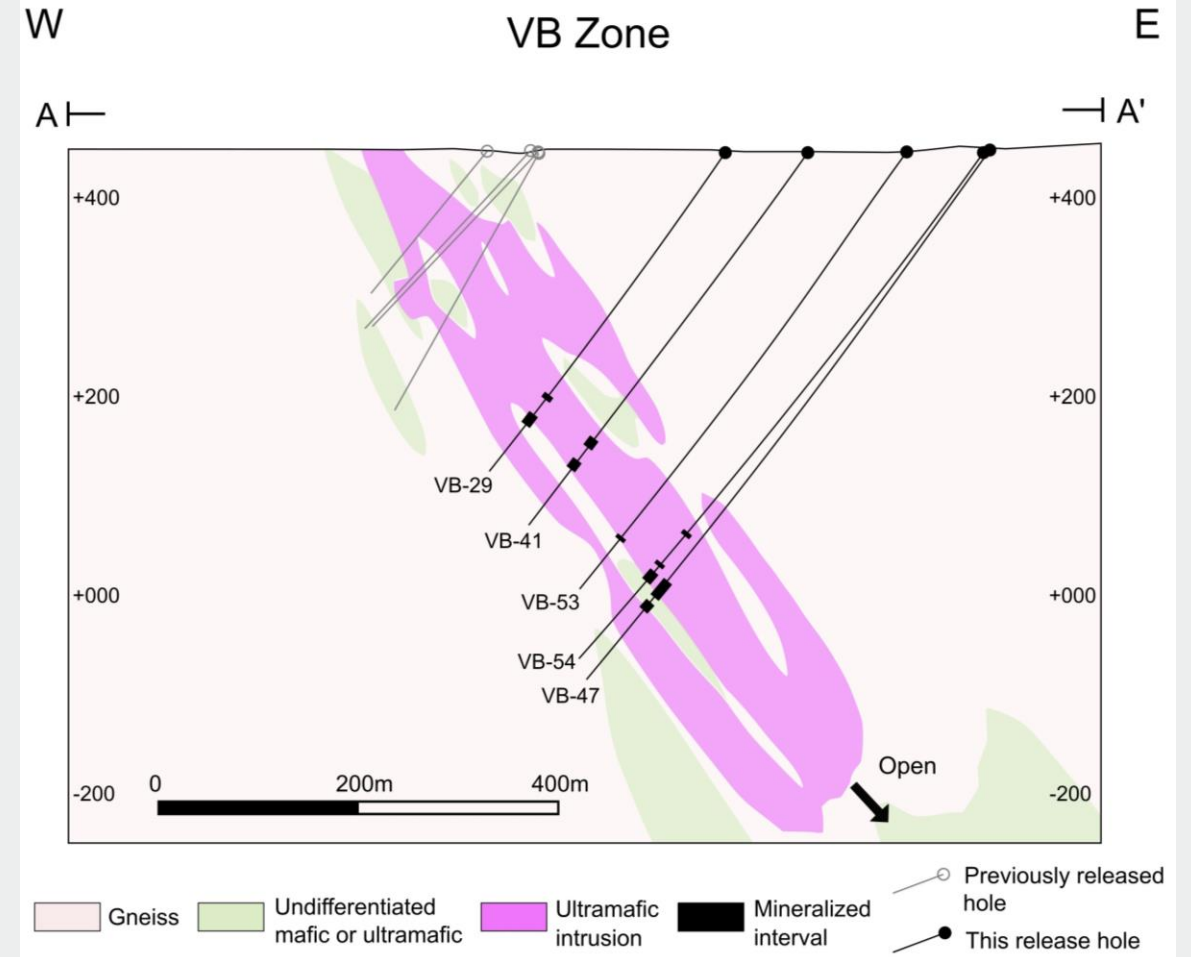 W
VB Zone
E
A
A'
+400
+400
+200
+200
VB-29
VB-41
+000
+000
VB-53
VB-54
VB-47
Open
0 200m 400m
-200
-200
Previously released
hole
Gneiss
Undifferentiated
mafic or ultramafic
Ultramafic
intrusion
Mineralized
interval
This release hole